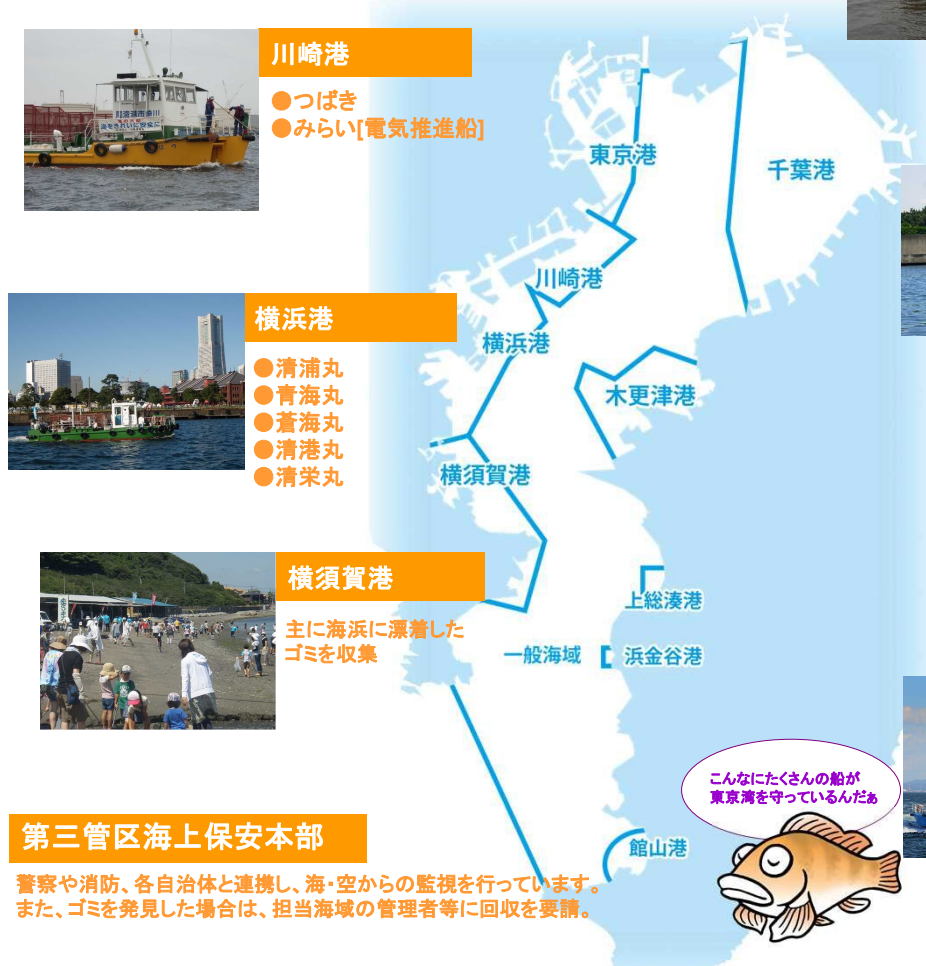 川崎港
●つばき
●みらい[電気推進船]
横浜港
●清浦丸
●青海丸
●蒼海丸
●清港丸
●清栄丸
横須賀港
主に海浜に漂着した
ゴミを収集
第三管区海上保安本部
警察や消防、各自治体と連携し、海・空からの監視を行っています。
また、ゴミを発見した場合は、担当海域の管理者等に回収を要請。
東京港
千葉港
川崎港
横浜港
木更津港
横須賀港
上総湊港
一般海域
浜金谷港
館山港
こんなにたくさんの船が
東京湾を守っているんだぁ